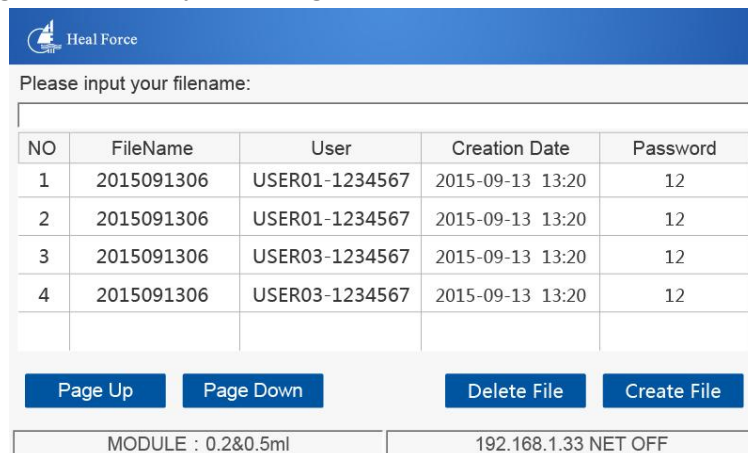 Heal Force
Please input your filename:
NO FileName User Creation Date Password
1 2015091306 USER01-1234567 2015-09-13 13:20 12
2 2015091306 USER01-1234567 2015-09-13 13:20 12
3 2015091306 USER03-1234567 2015-09-13 13:20 12
4 2015091306 USER03-1234567 2015-09-13 13:20 12
Page Up Page Down Delete File Create File
MODULE : 0.2&0.5ml 192.168.1.33 NET OFF